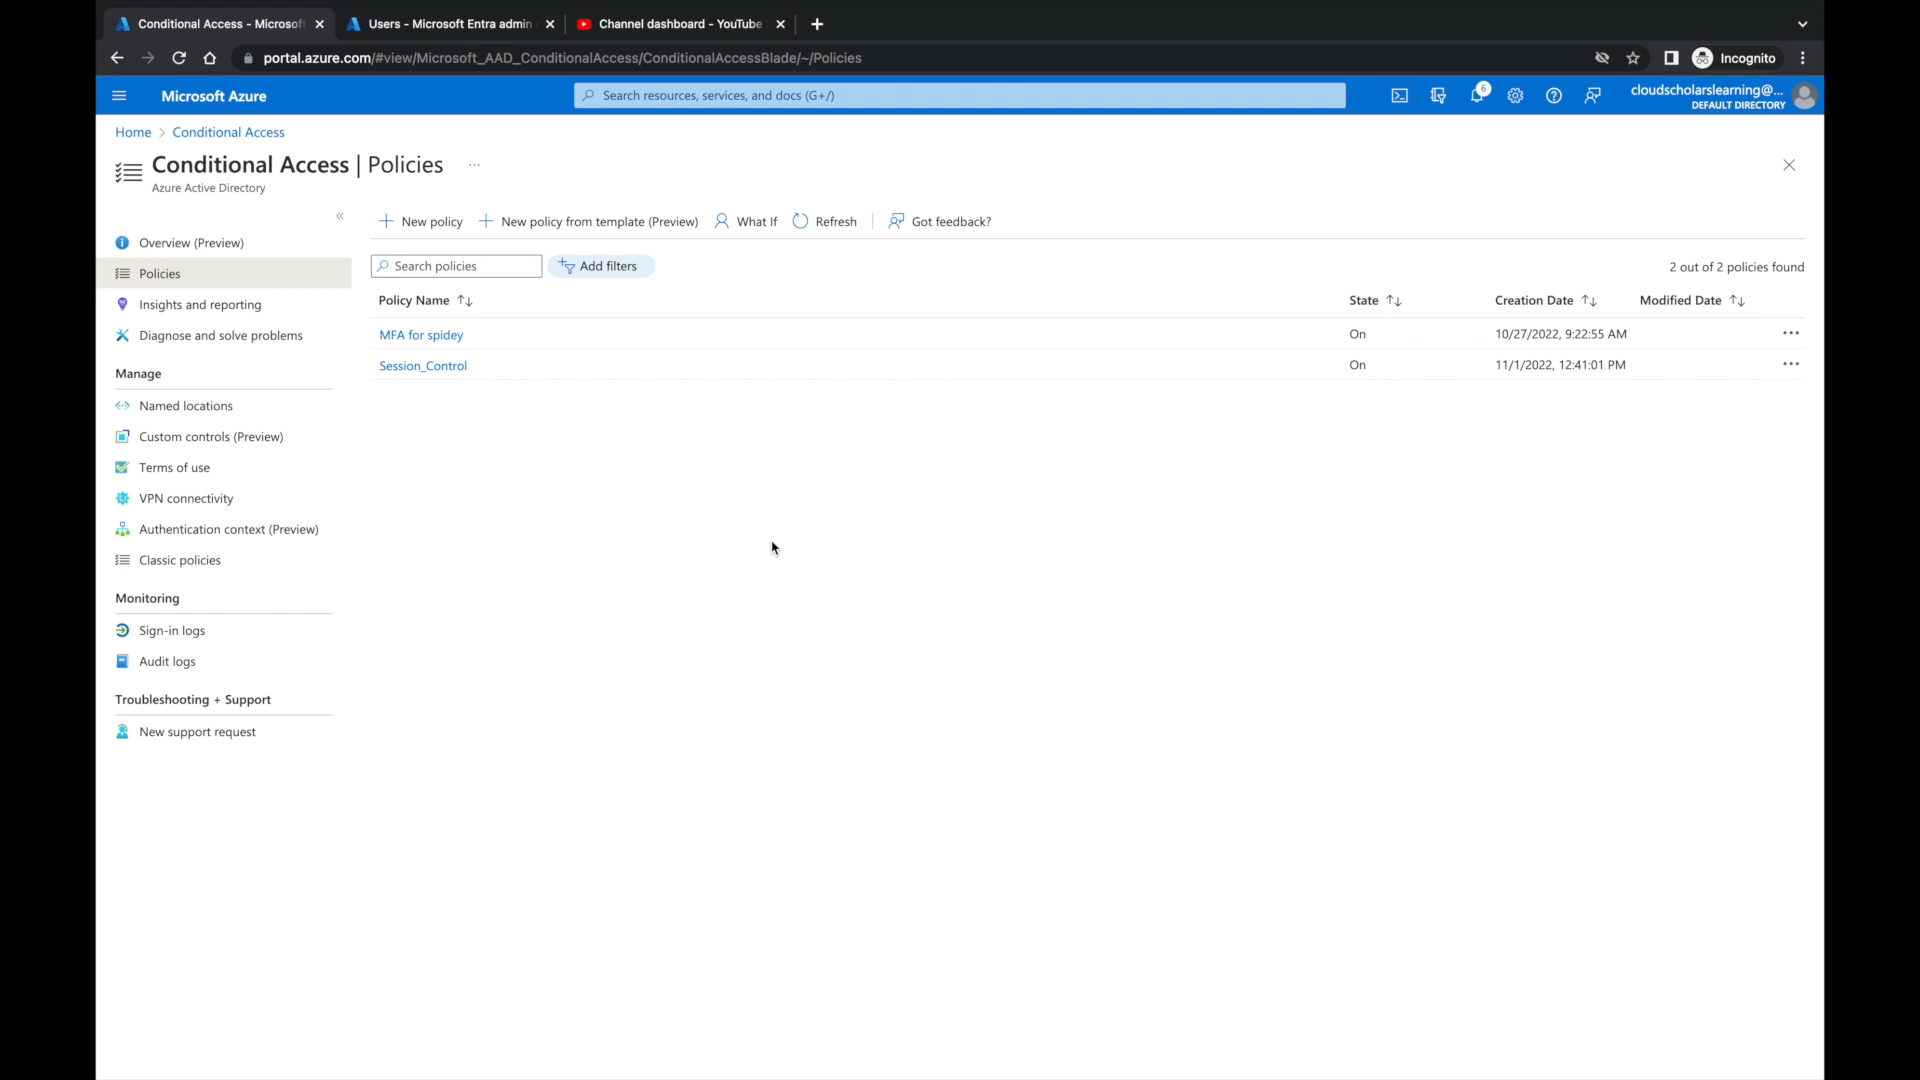 Conditional Access - Microsoft
Users - Microsoft Entra admin
Channel dashboard - YouTube
portal.azure.com/#view/Microsoft_AAD_ConditionalAccess/ConditionalAccessBlade/~/Policies
Incognito
Microsoft Azure
Search resources, services, and docs (G+/)
6
cloudscholarslearning@...
DEFAULT DIRECTORY
Home > Conditional Access
Conditional Access | Policies ...
Azure Active Directory
«
New policy
New policy from template (Preview)
What If
Refresh
Got feedback?
Overview (Preview)
Policies
Insights and reporting
Diagnose and solve problems
Manage
Named locations
Custom controls (Preview)
Terms of use
VPN connectivity
Authentication context (Preview)
Classic policies
Monitoring
Sign-in logs
Audit logs
Troubleshooting + Support
New support request
Search policies
Add filters
2 out of 2 policies found
Policy Name ↑↓ State ↑↓ Creation Date ↑↓ Modified Date ↑↓
MFA for spidey On 10/27/2022, 9:22:55 AM ...
Session_Control On 11/1/2022, 12:41:01 PM ...